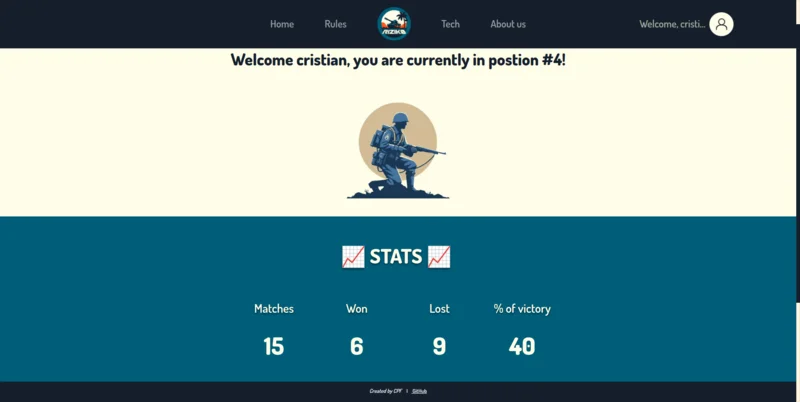 Home Rules RIZIKO Tech About us Welcome, cristi...
Welcome cristian, you are currently in postion #4!
📈 STATS 📈
Matches Won Lost % of victory
15 6 9 40
Created by CPF | GitHub